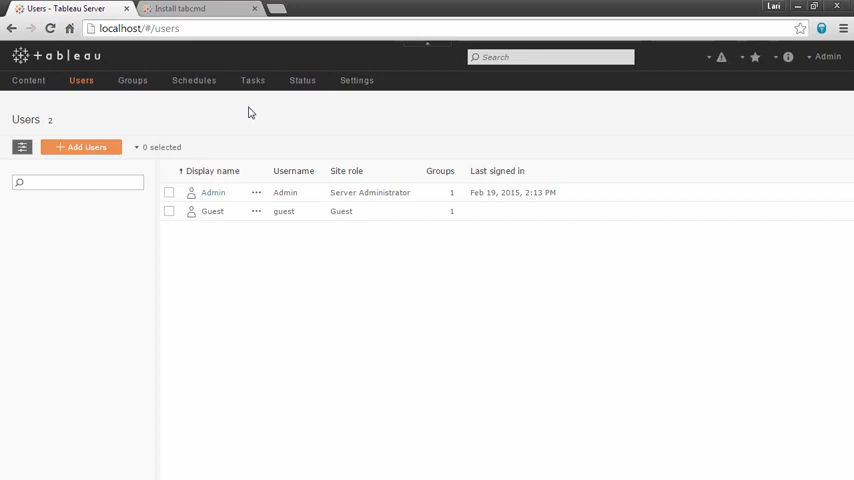 Users - Tableau Server
Install tabcmd
Lari
localhost/#/users
+ableau
Search
Admin
Content
Users
Groups
Schedules
Tasks
Status
Settings
Users 2
+ Add Users
0 selected
Display name
Username
Site role
Groups
Last signed in
Admin
Admin
Server Administrator
1
Feb 19, 2015, 2:13 PM
Guest
guest
Guest
1